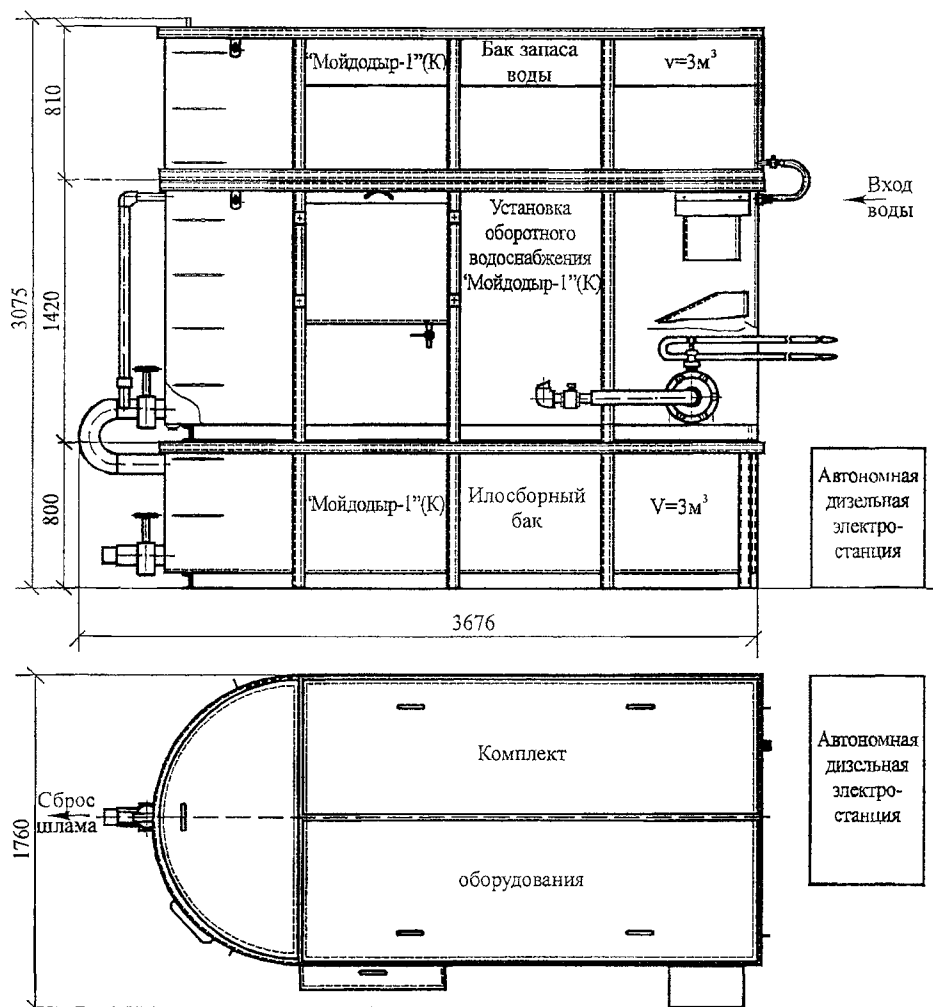 "Мойдодыр-1"(К)
Бак запаса
воды
v=3м³
810
Вход
воды
Установка
оборотного
водоснабжения
"Мойдодыр-1"(К)
3075
1420
800
"Мойдодыр-1"(К)
Илосборный
бак
V=3м³
Автономная
дизельная
электро-
станция
3676
Комплект
Автономная
дизельная
электро-
станция
Сброс
шлама
1760
оборудования